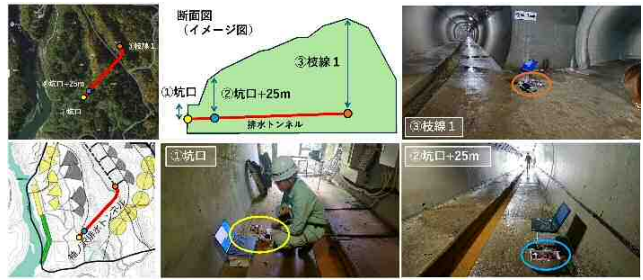 ③枝線1
②坑口+25m
①坑口
断面図
(イメージ図)
①坑口
②坑口+25m
③枝線1
排水トンネル
③枝線1
排水トンネル
①坑口
②坑口+25m